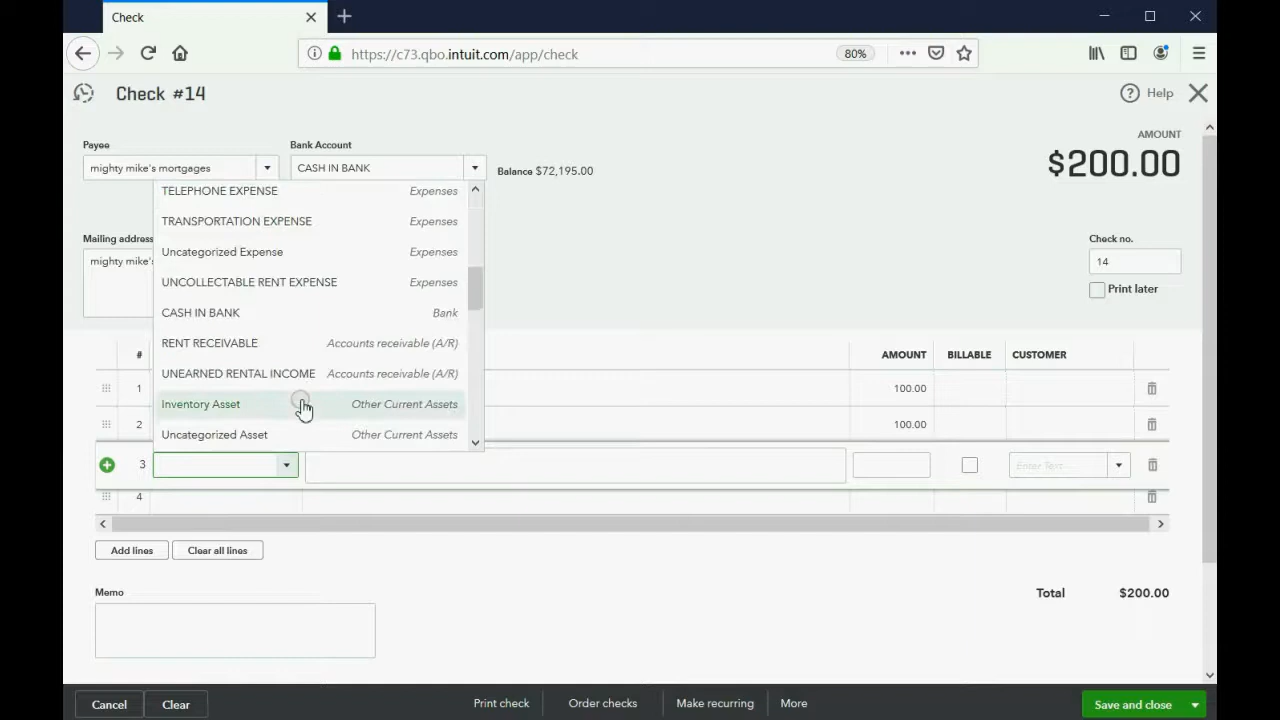 Check
https://c73.qbo.intuit.com/app/check
80%
Check #14
Help
Payee
Bank Account
AMOUNT
mighty mike's mortgages
CASH IN BANK
Balance $72,195.00
$200.00
TELEPHONE EXPENSE Expenses
TRANSPORTATION EXPENSE Expenses
Uncategorized Expense Expenses
UNCOLLECTABLE RENT EXPENSE Expenses
CASH IN BANK Bank
RENT RECEIVABLE Accounts receivable (A/R)
UNEARNED RENTAL INCOME Accounts receivable (A/R)
Inventory Asset Other Current Assets
Uncategorized Asset Other Current Assets
Mailing address
mighty mike's
Check no.
14
Print later
# AMOUNT BILLABLE CUSTOMER
1 100.00
2 100.00
3 Enter Text
4
Add lines Clear all lines
Memo
Total $200.00
Cancel Clear Print check Order checks Make recurring More Save and close